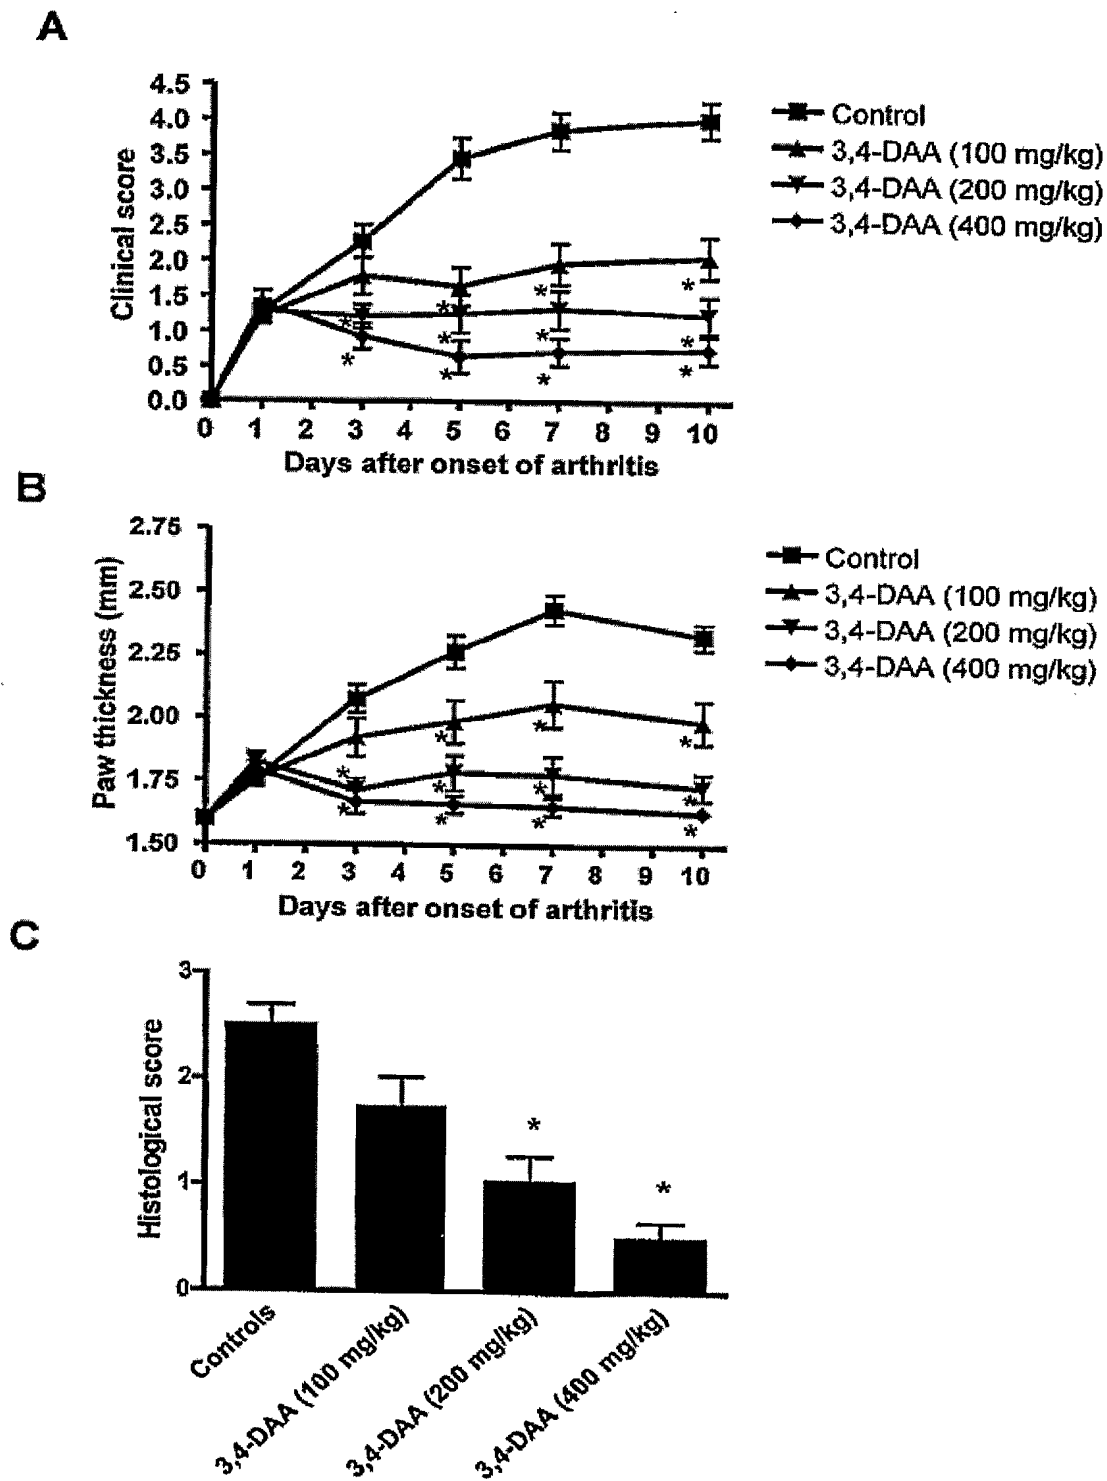 A
4.5
4.0
3.5
3.0
2.5
2.0
1.5
1.0
0.5
0.0
Clinical score
0 1 2 3 4 5 6 7 8 9 10
Days after onset of arthritis
Control
3,4-DAA (100 mg/kg)
3,4-DAA (200 mg/kg)
3,4-DAA (400 mg/kg)
* * * * * * * * * * *
B
2.75
2.50
2.25
2.00
1.75
1.50
Paw thickness (mm)
0 1 2 3 4 5 6 7 8 9 10
Days after onset of arthritis
Control
3,4-DAA (100 mg/kg)
3,4-DAA (200 mg/kg)
3,4-DAA (400 mg/kg)
* * * * * * * * * * *
C
3
2
1
0
Histological score
* *
Controls
3,4-DAA (100 mg/kg)
3,4-DAA (200 mg/kg)
3,4-DAA (400 mg/kg)